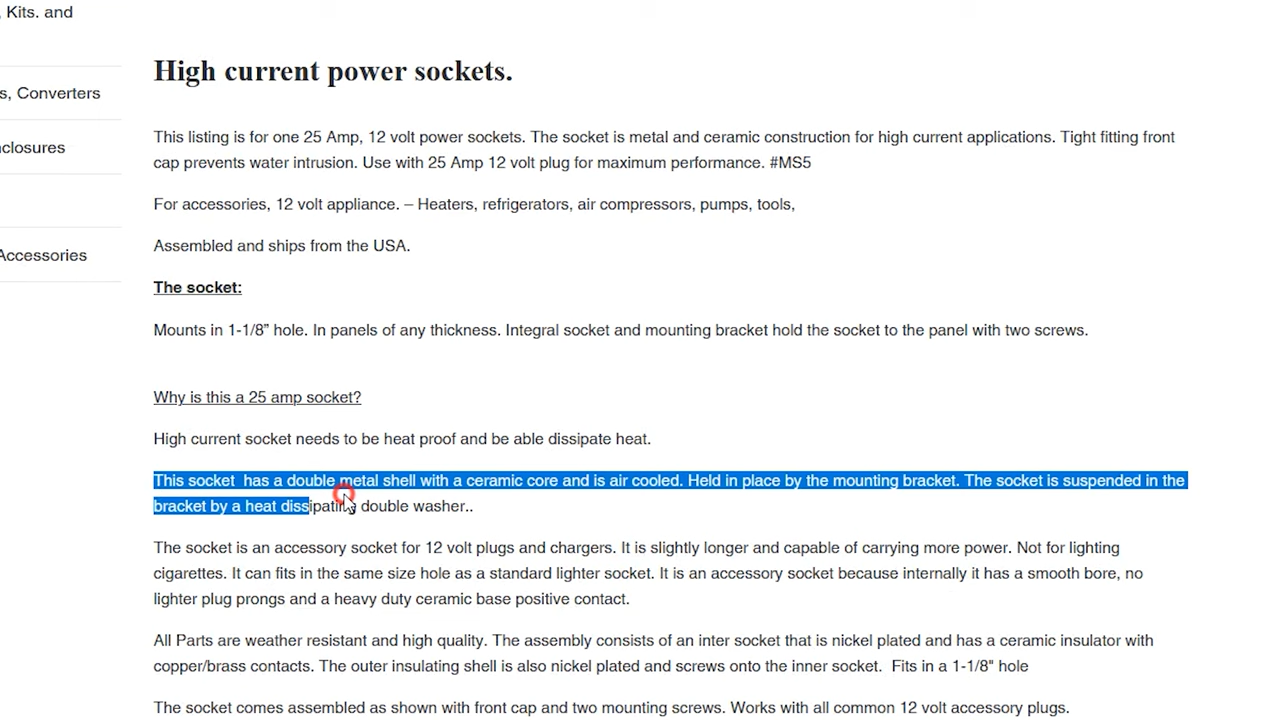 , Kits. and
High current power sockets.
s, Converters
This listing is for one 25 Amp, 12 volt power sockets. The socket is metal and ceramic construction for high current applications. Tight fitting front
cap prevents water intrusion. Use with 25 Amp 12 volt plug for maximum performance. #MS5
closures
For accessories, 12 volt appliance. – Heaters, refrigerators, air compressors, pumps, tools,
Assembled and ships from the USA.
Accessories
The socket:
Mounts in 1-1/8” hole. In panels of any thickness. Integral socket and mounting bracket hold the socket to the panel with two screws.
Why is this a 25 amp socket?
High current socket needs to be heat proof and be able dissipate heat.
This socket  has a double metal shell with a ceramic core and is air cooled. Held in place by the mounting bracket. The socket is suspended in the
bracket by a heat dissipating double washer..
The socket is an accessory socket for 12 volt plugs and chargers. It is slightly longer and capable of carrying more power. Not for lighting
cigarettes. It can fits in the same size hole as a standard lighter socket. It is an accessory socket because internally it has a smooth bore, no
lighter plug prongs and a heavy duty ceramic base positive contact.
All Parts are weather resistant and high quality. The assembly consists of an inter socket that is nickel plated and has a ceramic insulator with
copper/brass contacts. The outer insulating shell is also nickel plated and screws onto the inner socket.  Fits in a 1-1/8" hole
The socket comes assembled as shown with front cap and two mounting screws. Works with all common 12 volt accessory plugs.